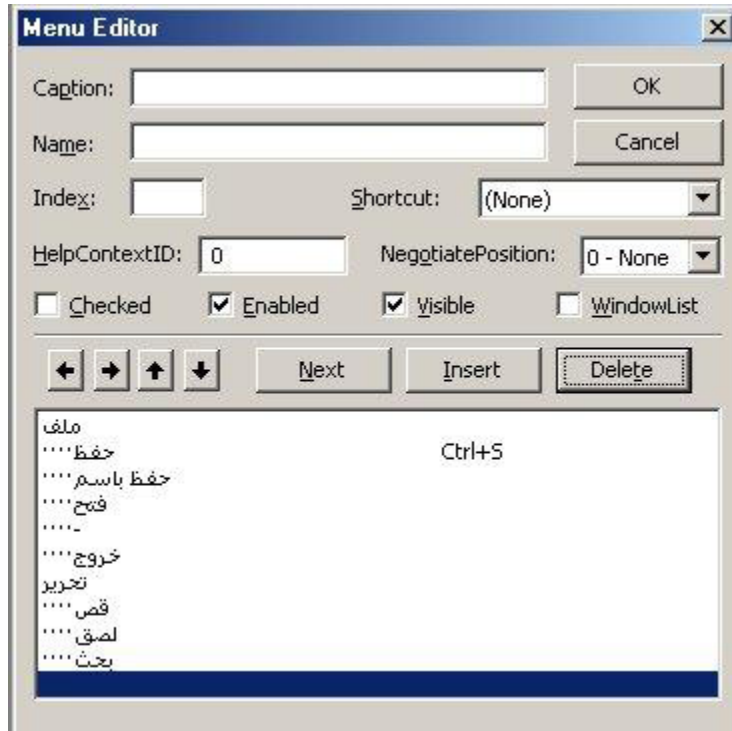 Menu Editor
Caption: OK
Name: Cancel
Index: Shortcut: (None)
HelpContextID: 0 NegotiatePosition: 0 - None
Checked Enabled Visible WindowList
Next Insert Delete
ملف
····حفظ Ctrl+S
····حفظ باسم
····فتح
····-
····خروج
تحرير
····قص
····لصق
····بحث